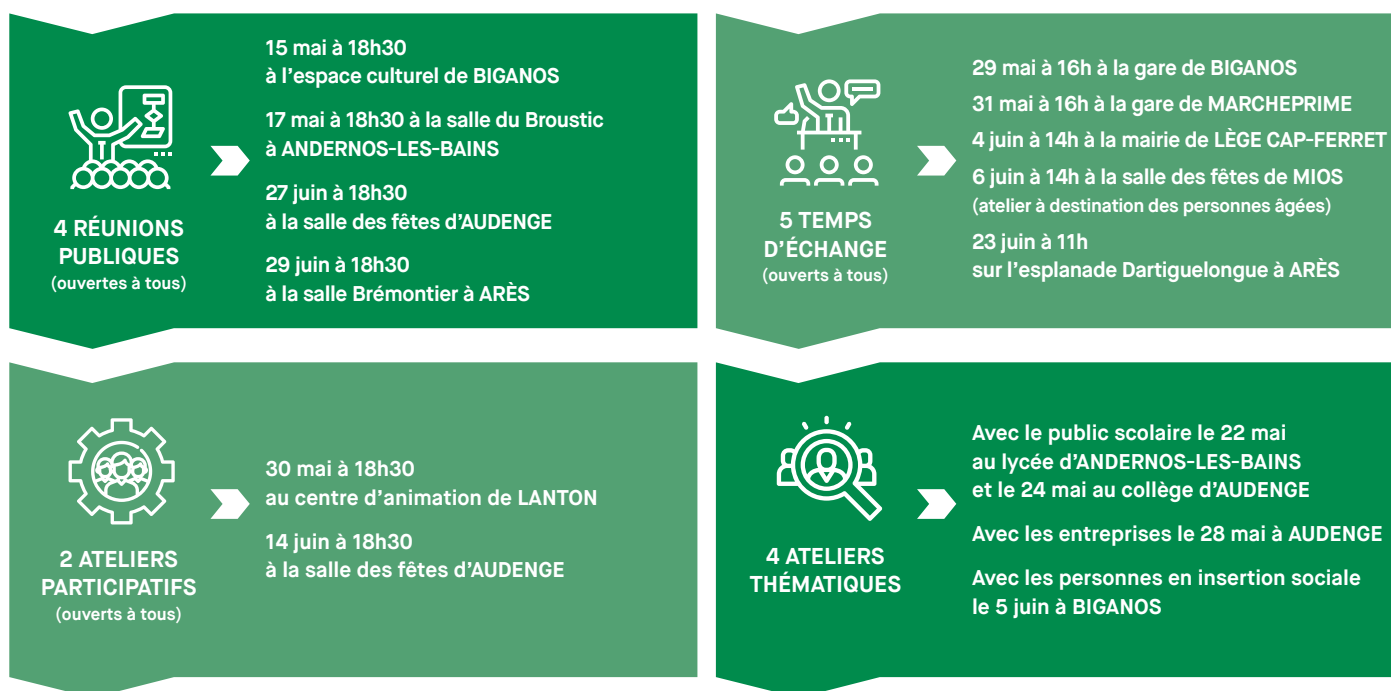 4 RÉUNIONS
PUBLIQUES
(ouvertes à tous)
15 mai à 18h30
à l’espace culturel de BIGANOS
17 mai à 18h30 à la salle du Broustic
à ANDERNOS-LES-BAINS
27 juin à 18h30
à la salle des fêtes d’AUDENGE
29 juin à 18h30
à la salle Brémontier à ARÈS
5 TEMPS
D’ÉCHANGE
(ouverts à tous)
29 mai à 16h à la gare de BIGANOS
31 mai à 16h à la gare de MARCHEPRIME
4 juin à 14h à la mairie de LÈGE CAP-FERRET
6 juin à 14h à la salle des fêtes de MIOS
(atelier à destination des personnes âgées)
23 juin à 11h
sur l’esplanade Dartiguelongue à ARÈS
2 ATELIERS
PARTICIPATIFS
(ouverts à tous)
30 mai à 18h30
au centre d’animation de LANTON
14 juin à 18h30
à la salle des fêtes d’AUDENGE
4 ATELIERS
THÉMATIQUES
Avec le public scolaire le 22 mai
au lycée d’ANDERNOS-LES-BAINS
et le 24 mai au collège d’AUDENGE
Avec les entreprises le 28 mai à AUDENGE
Avec les personnes en insertion sociale
le 5 juin à BIGANOS